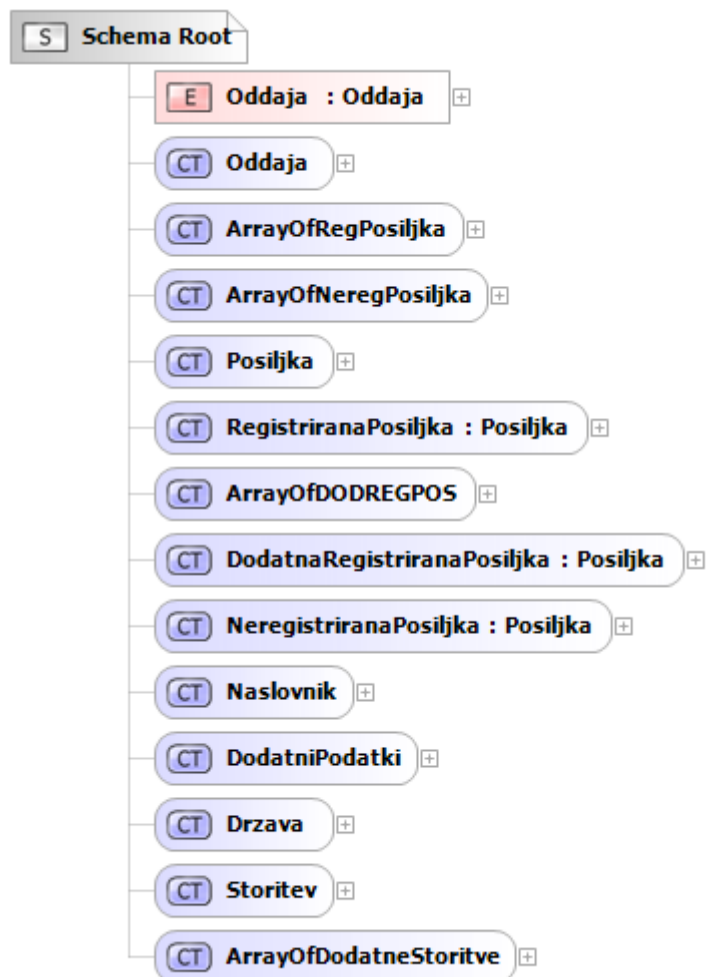 S Schema Root
E Oddaja : Oddaja
CT Oddaja
CT ArrayOfRegPosiljka
CT ArrayOfNeregPosiljka
CT Posiljka
CT RegistriranaPosiljka : Posiljka
CT ArrayOfDODREGPOS
CT DodatnaRegistriranaPosiljka : Posiljka
CT NeregistriranaPosiljka : Posiljka
CT Naslovnik
CT DodatniPodatki
CT Drzava
CT Storitev
CT ArrayOfDodatneStoritve